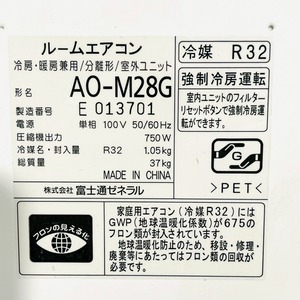 ルームエアコン
冷房・暖房兼用/分離形/室外ユニット
形名 AO-M28G
製造番号 E 013701
電源 単相 100V 50/60Hz
圧縮機出力 750W
冷媒名・封入量 R32 1.05kg
総質量 37kg
MADE IN CHINA
株式会社 富士通ゼネラル
冷媒 R32
強制冷房運転
室内ユニットのフィルター
リセットボタンで強制冷房運
転ができます。
G
>PET<
フロンの見える化
家庭用エアコン(冷媒R32)には
GWP(地球温暖化係数)が675の
フロン類が封入されています。
地球温暖化防止のため、移設・修理・
廃棄等にあたってはフロン類の回収が
必要です。